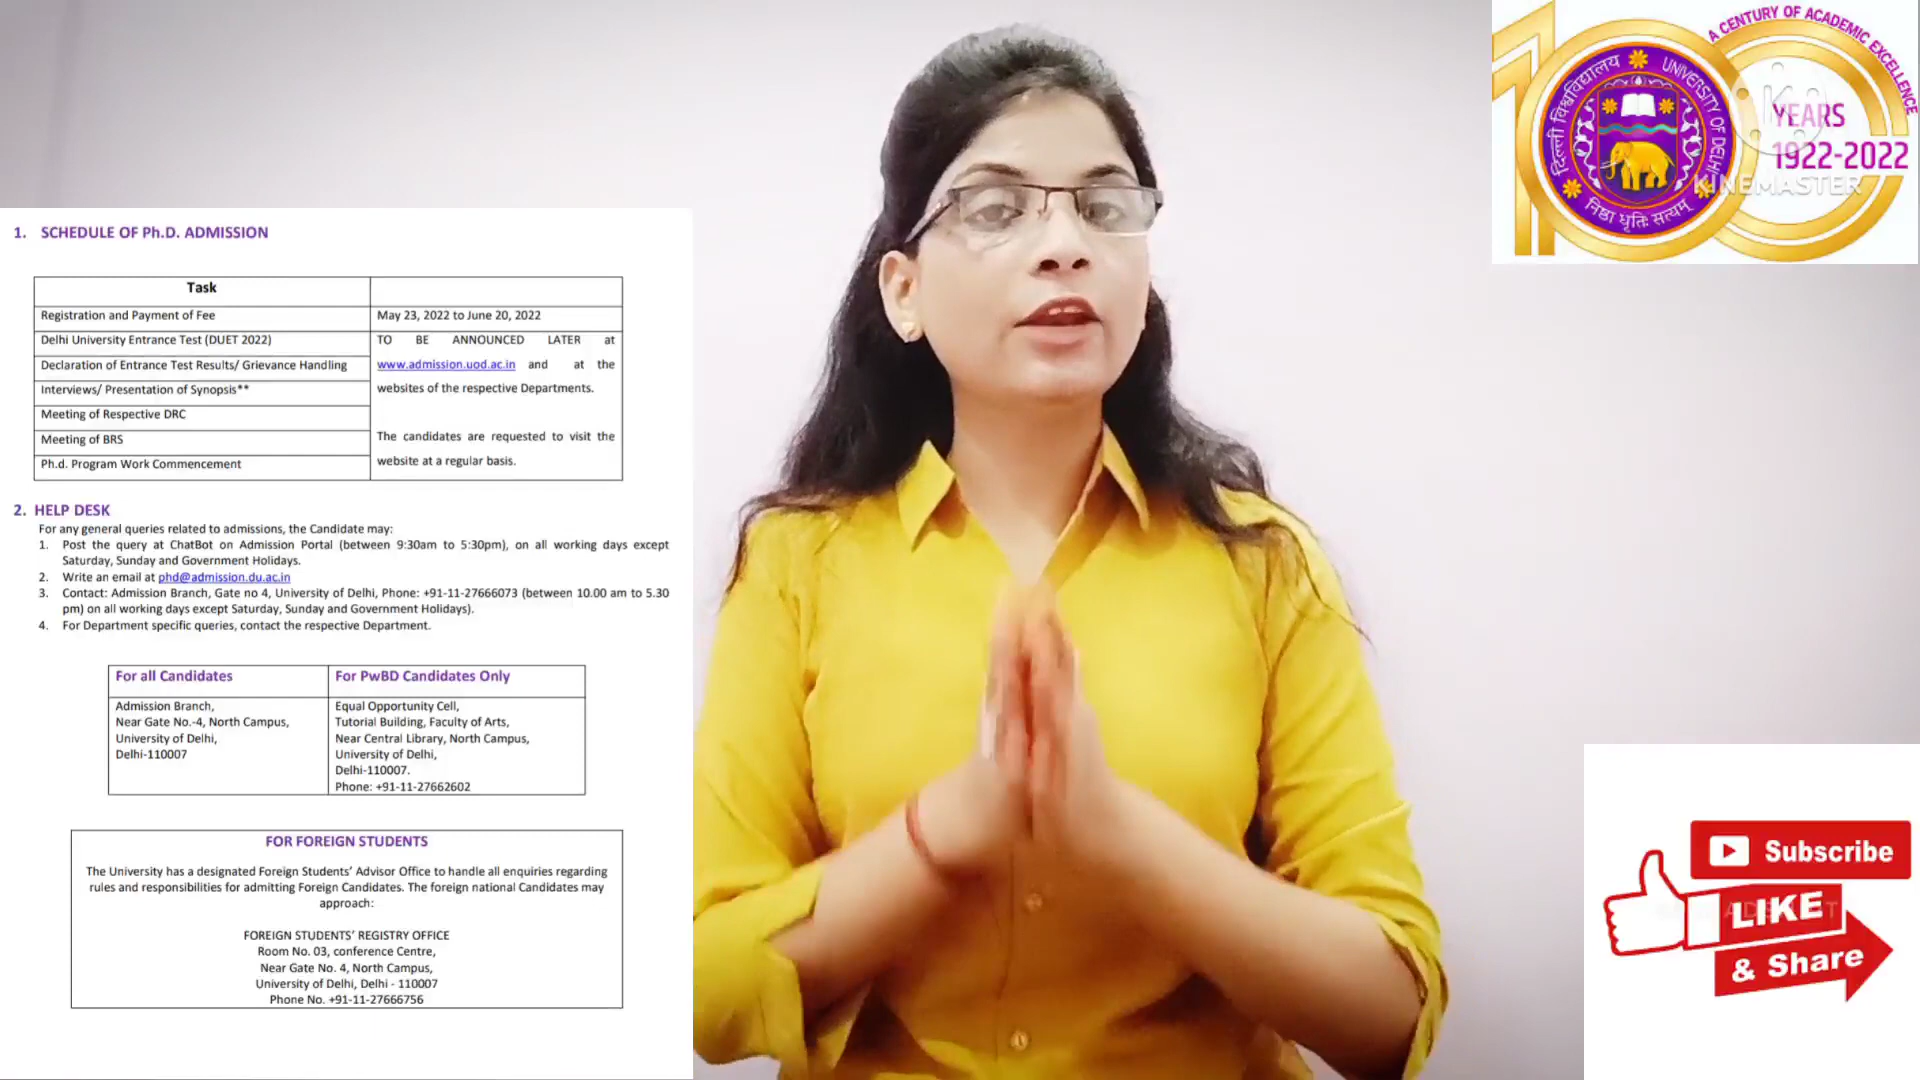 1. SCHEDULE OF Ph.D. ADMISSION
Task
Registration and Payment of Fee
May 23, 2022 to June 20, 2022
Delhi University Entrance Test (DUET 2022)
Declaration of Entrance Test Results/ Grievance Handling
Interviews/ Presentation of Synopsis**
Meeting of Respective DRC
Meeting of BRS
Ph.d. Program Work Commencement
TO BE ANNOUNCED LATER at
www.admission.uod.ac.in and at the
websites of the respective Departments.
The candidates are requested to visit the
website at a regular basis.
2. HELP DESK
For any general queries related to admissions, the Candidate may:
1. Post the query at ChatBot on Admission Portal (between 9:30am to 5:30pm), on all working days except
Saturday, Sunday and Government Holidays.
2. Write an email at phd@admission.du.ac.in
3. Contact: Admission Branch, Gate no 4, University of Delhi, Phone: +91-11-27666073 (between 10.00 am to 5.30
pm) on all working days except Saturday, Sunday and Government Holidays).
4. For Department specific queries, contact the respective Department.
For all Candidates
Admission Branch,
Near Gate No.-4, North Campus,
University of Delhi,
Delhi-110007
For PwBD Candidates Only
Equal Opportunity Cell,
Tutorial Building, Faculty of Arts,
Near Central Library, North Campus,
University of Delhi,
Delhi-110007.
Phone: +91-11-27662602
FOR FOREIGN STUDENTS
The University has a designated Foreign Students' Advisor Office to handle all enquiries regarding
rules and responsibilities for admitting Foreign Candidates. The foreign national Candidates may
approach:
FOREIGN STUDENTS' REGISTRY OFFICE
Room No. 03, conference Centre,
Near Gate No. 4, North Campus,
University of Delhi, Delhi - 110007
Phone No. +91-11-27666756
100
A CENTURY OF ACADEMIC EXCELLENCE
दिल्ली विश्वविद्यालय
UNIVERSITY OF DELHI
निष्ठा धृतिः सत्यम्
YEARS
1922-2022
KINEMASTER
Subscribe
LIKE
& Share